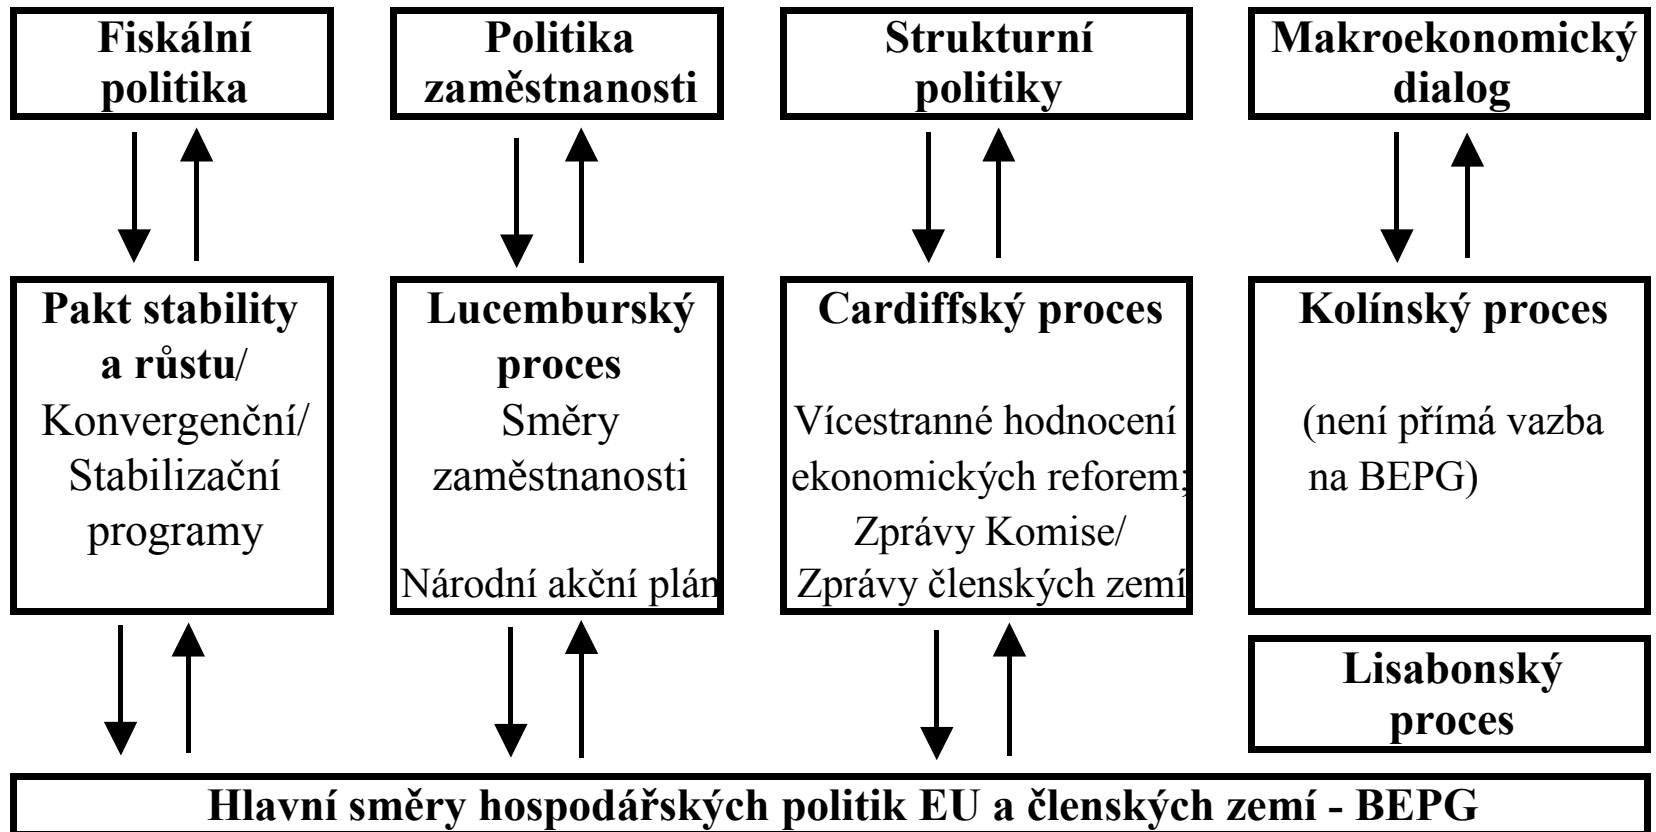 Fiskální
politika
Politika
zaměstnanosti
Strukturní
politiky
Makroekonomický
dialog
Pakt stability
a růstu/
Konvergenční/
Stabilizační
programy
Lucemburský
proces
Směry
zaměstnanosti
Národní akční plán
Cardiffský proces
Vícestranné hodnocení
ekonomických reforem;
Zprávy Komise/
Zprávy členských zemí
Kolínský proces
(není přímá vazba
na BEPG)
Lisabonský
proces
Hlavní směry hospodářských politik EU a členských zemí - BEPG